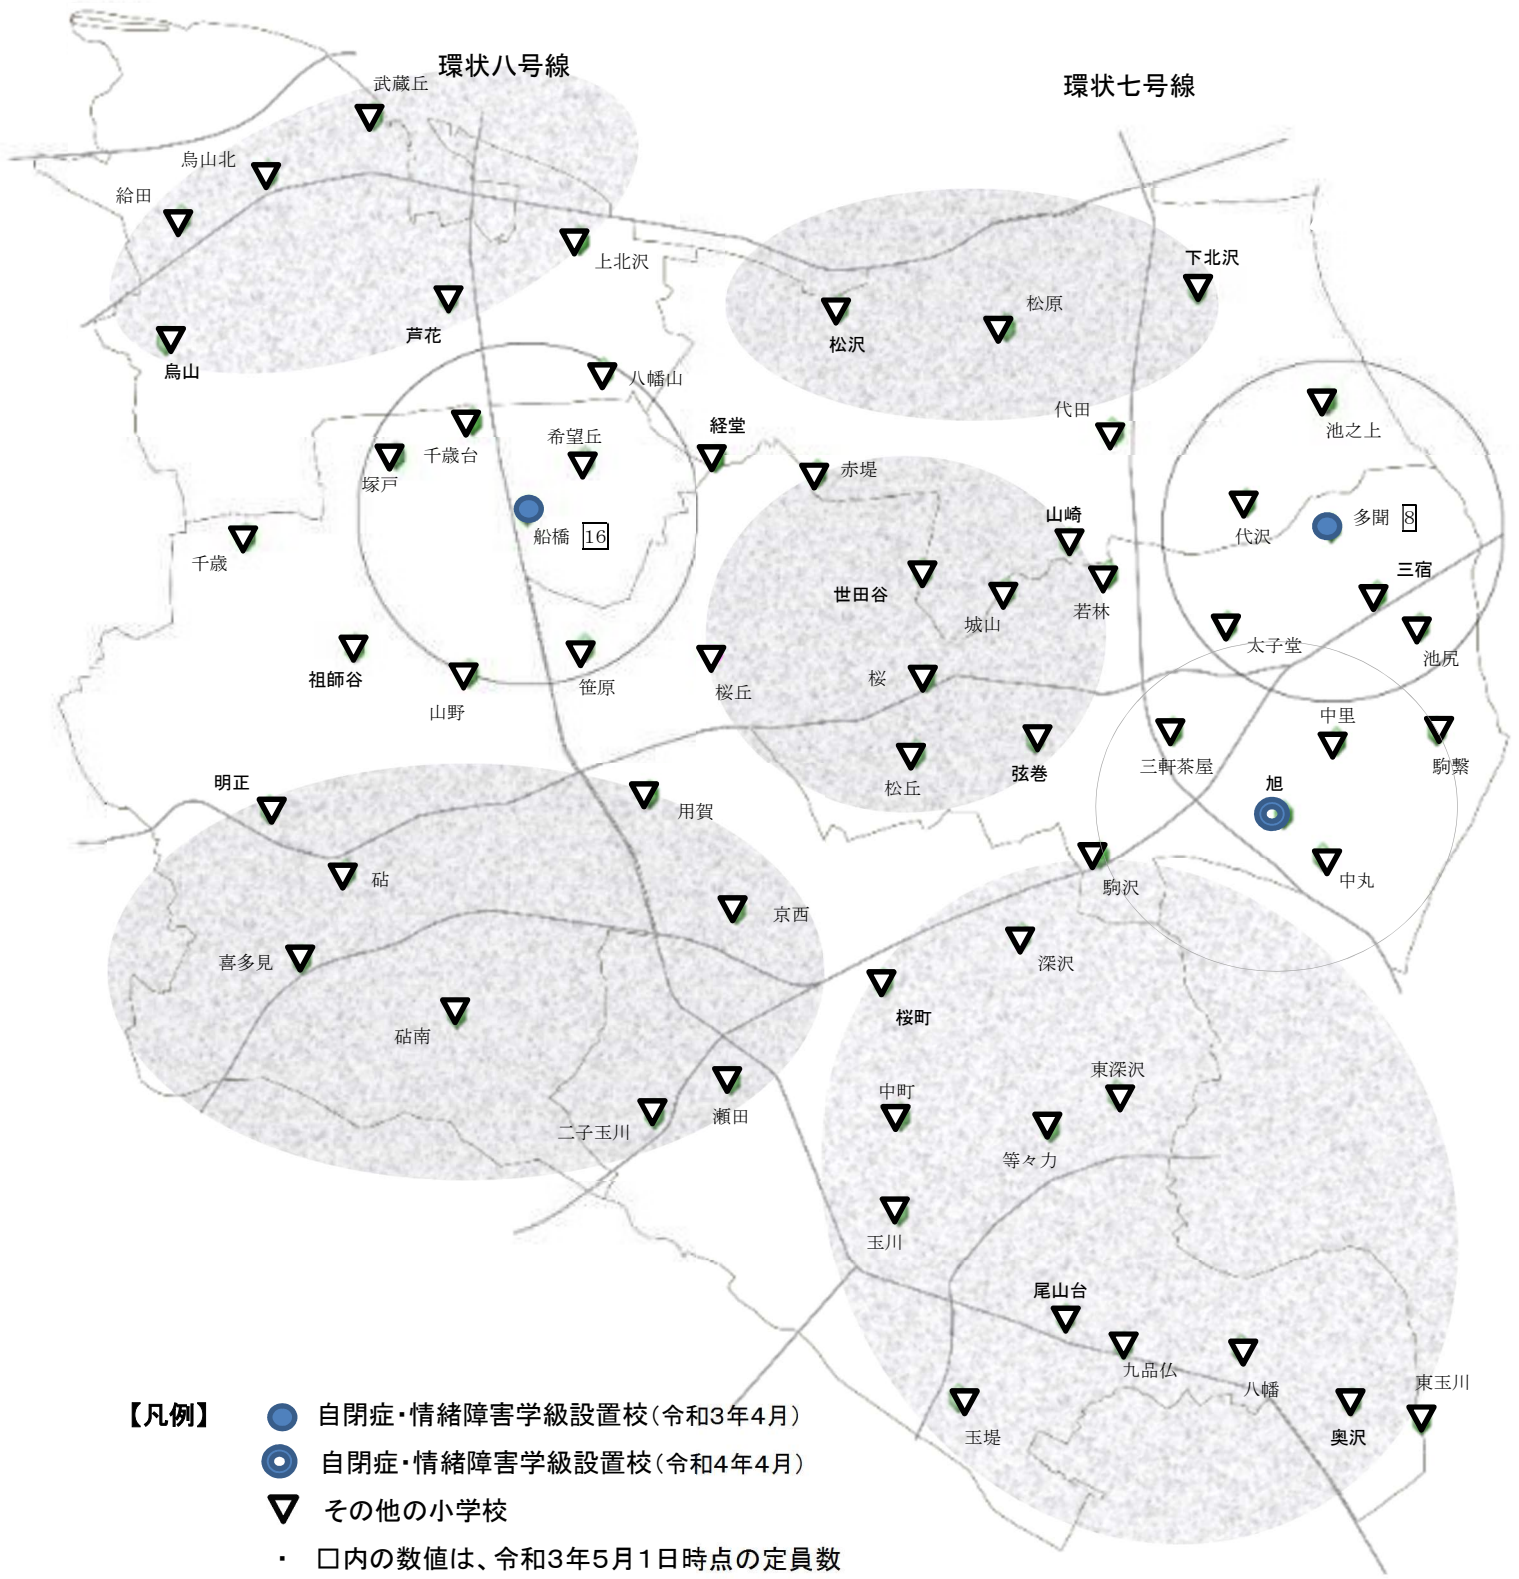 環状八号線
武蔵丘
環状七号線
烏山北
給田
上北沢
下北沢
松原
芦花
松沢
烏山
八幡山
代田
経堂
池之上
希望丘
千歳台
塚戸
赤堤
山崎
多聞 8
船橋 16
代沢
千歳
三宿
世田谷
若林
城山
太子堂
池尻
祖師谷
桜
笹原
桜丘
山野
中里
三軒茶屋
駒繋
弦巻
明正
旭
松丘
用賀
砧
中丸
駒沢
京西
喜多見
深沢
桜町
砧南
東深沢
中町
瀬田
二子玉川
等々力
玉川
尾山台
九品仏
八幡
東玉川
玉堤
奥沢
【凡例】
自閉症・情緒障害学級設置校(令和3年4月)
自閉症・情緒障害学級設置校(令和4年4月)
その他の小学校
・ □内の数値は、令和3年5月1日時点の定員数